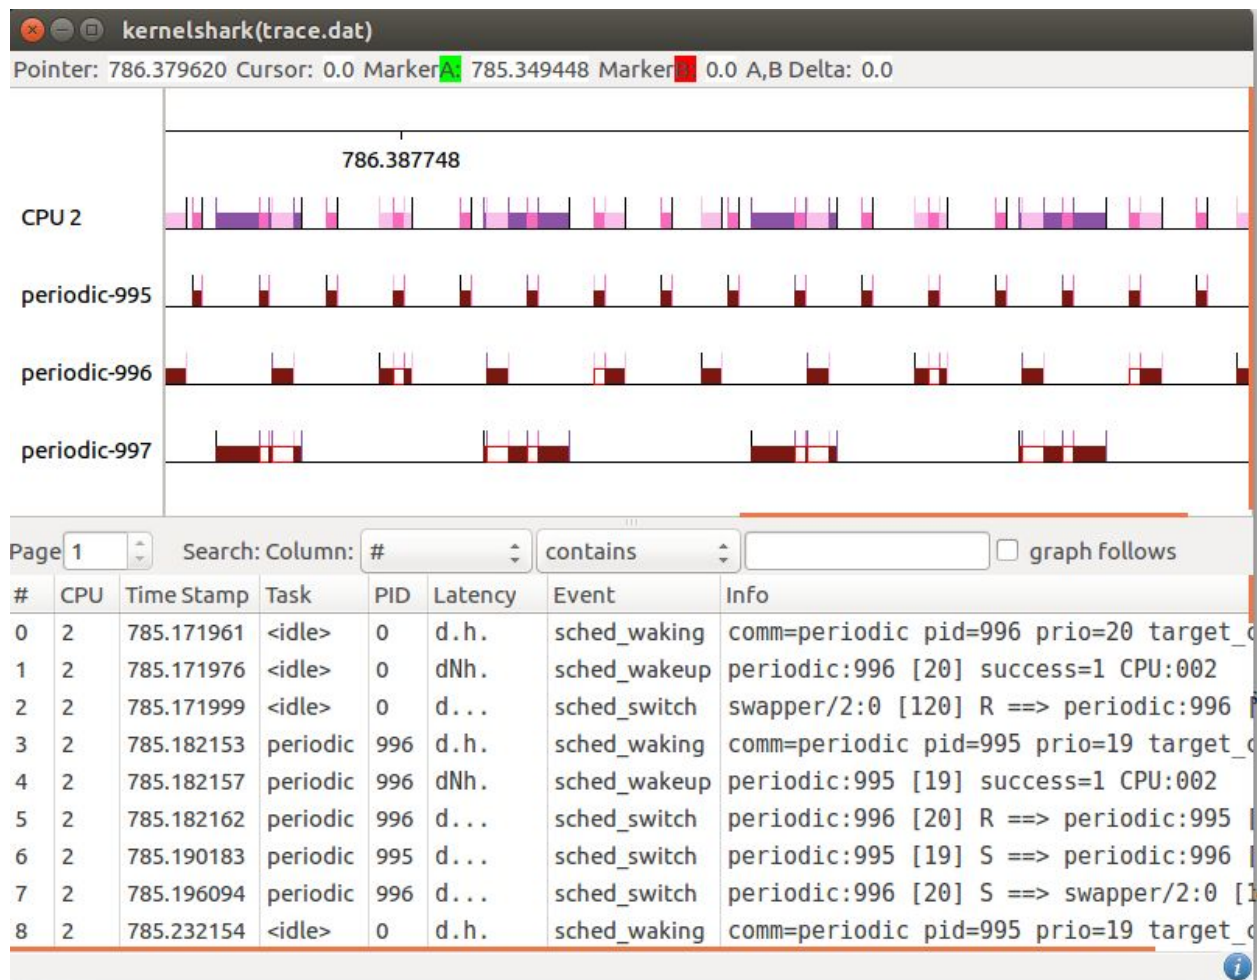 kernelshark(trace.dat)
Pointer: 786.379620 Cursor: 0.0 MarkerA: 785.349448 MarkerB: 0.0 A,B Delta: 0.0
786.387748
CPU 2
periodic-995
periodic-996
periodic-997
Page 1 Search: Column: # contains graph follows
# CPU Time Stamp Task PID Latency Event Info
0 2 785.171961 <idle> 0 d.h. sched_waking comm=periodic pid=996 prio=20 target_
1 2 785.171976 <idle> 0 dNh. sched_wakeup periodic:996 [20] success=1 CPU:002
2 2 785.171999 <idle> 0 d... sched_switch swapper/2:0 [120] R ==> periodic:996
3 2 785.182153 periodic 996 d.h. sched_waking comm=periodic pid=995 prio=19 target_
4 2 785.182157 periodic 996 dNh. sched_wakeup periodic:995 [19] success=1 CPU:002
5 2 785.182162 periodic 996 d... sched_switch periodic:996 [20] R ==> periodic:995 [
6 2 785.190183 periodic 995 d... sched_switch periodic:995 [19] S ==> periodic:996
7 2 785.196094 periodic 996 d... sched_switch periodic:996 [20] S ==> swapper/2:0 [1
8 2 785.232154 <idle> 0 d.h. sched_waking comm=periodic pid=995 prio=19 target_